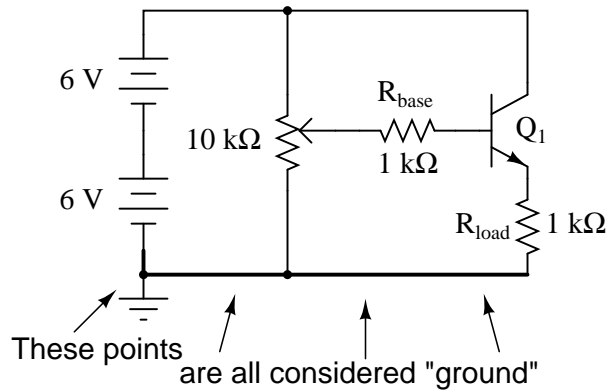 6 V
R_base
10 kΩ
1 kΩ
Q_1
6 V
R_load 1 kΩ
These points
are all considered "ground"